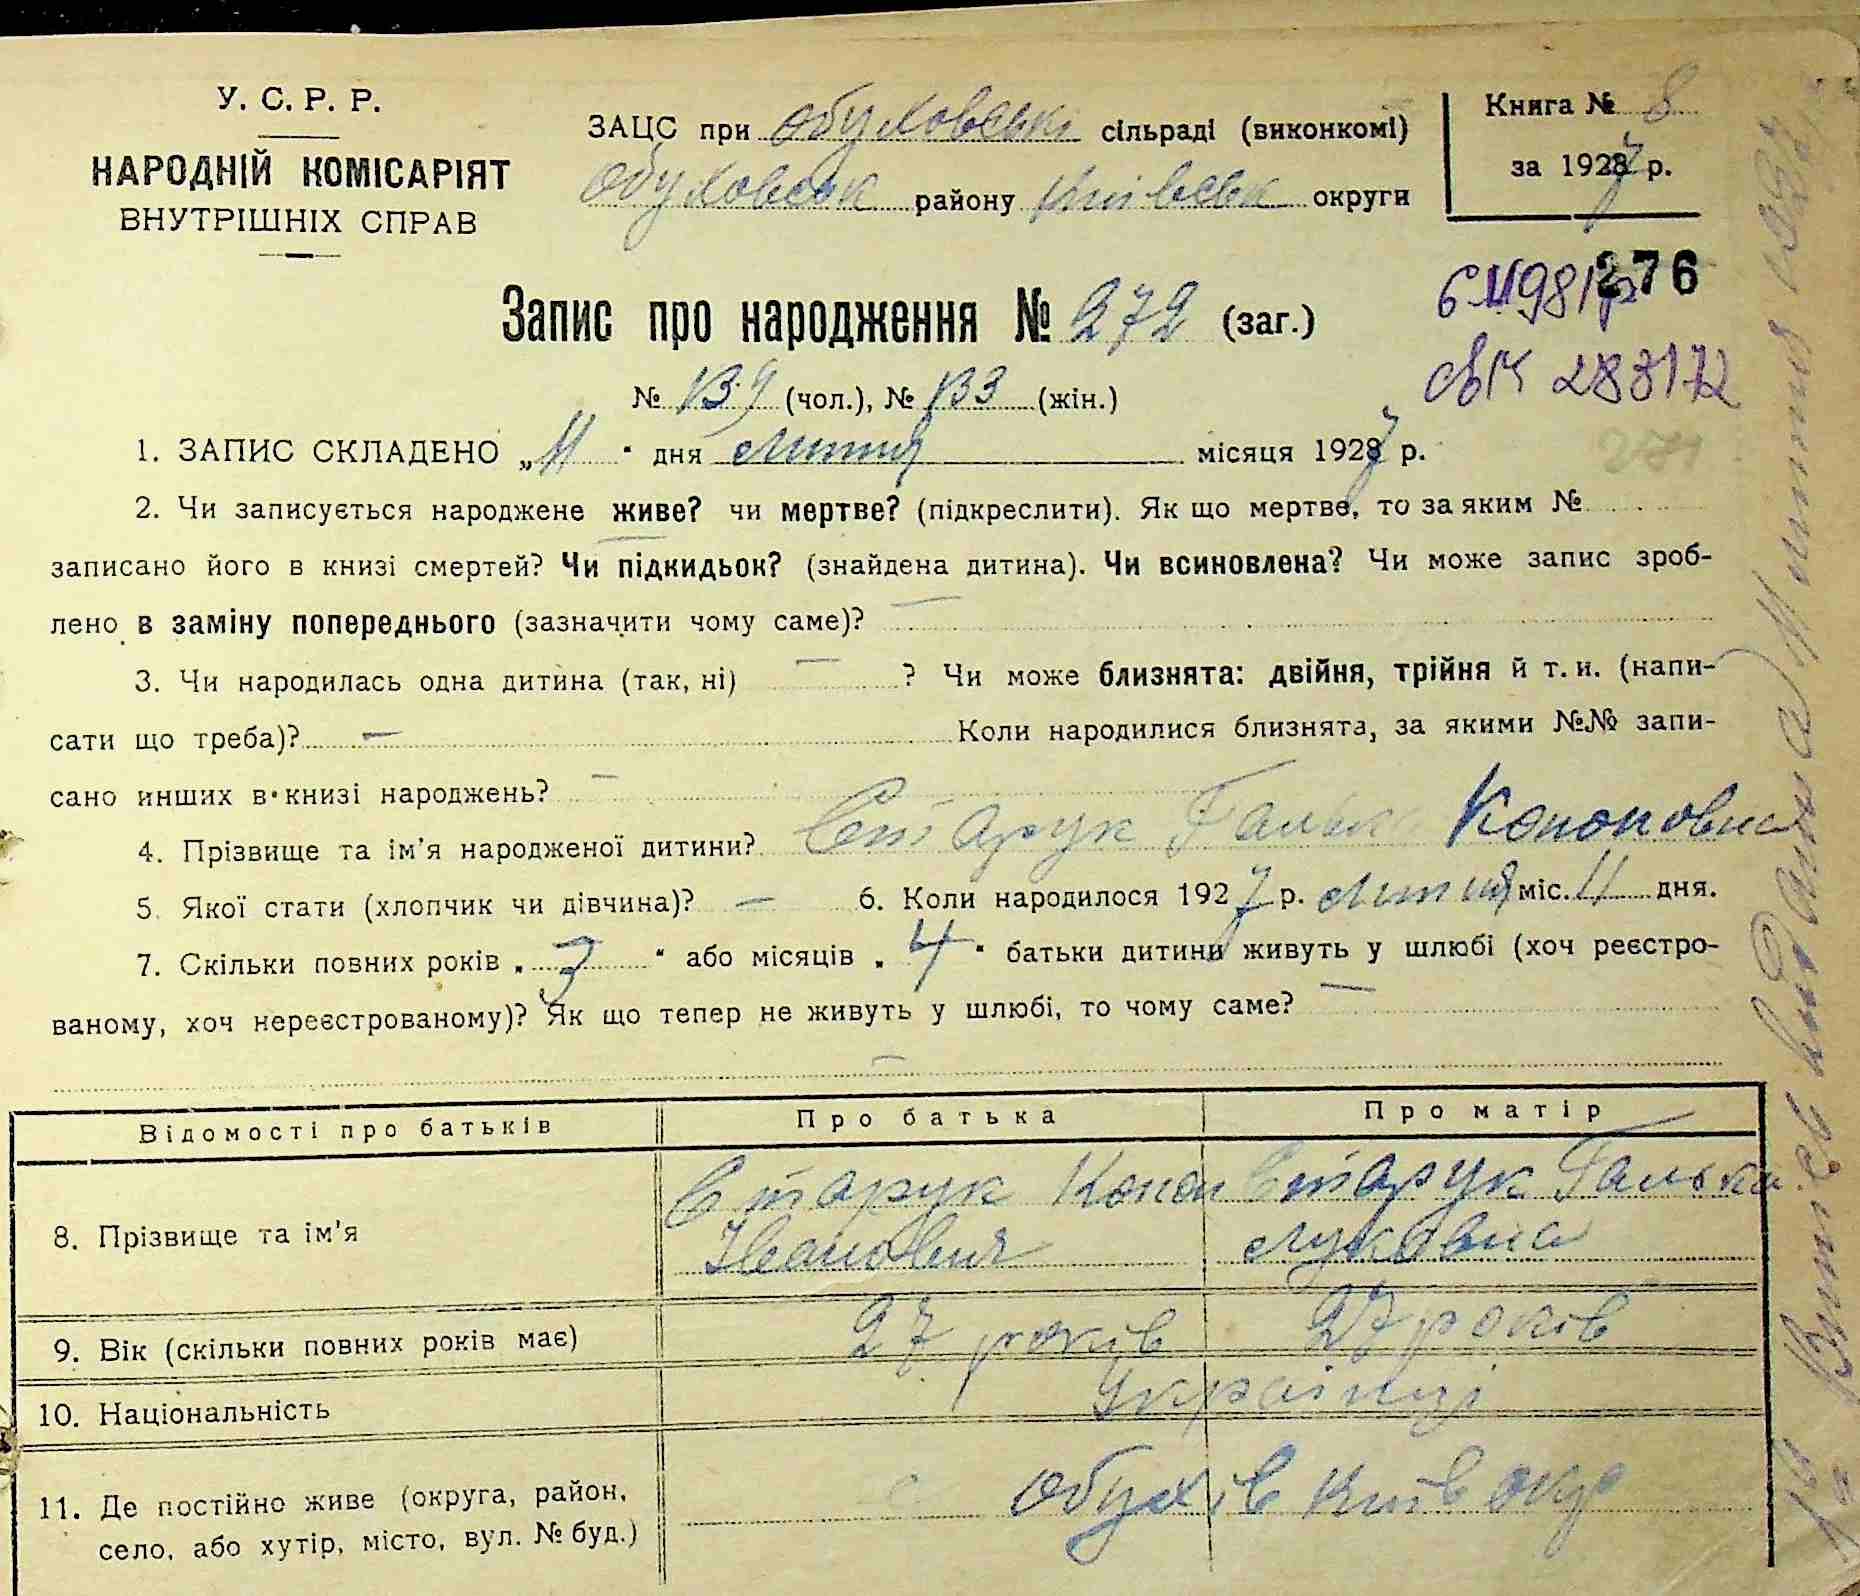 У. С. Р. Р.
НАРОДНІЙ КОМІСАРІЯТ
ВНУТРІШНІХ СПРАВ
ЗАЦС при Обуховські сільраді (виконкомі)
Обуховськ району Київськ округи
Книга № 8
за 1927 р.
276
Запис про народження № 272 (заг.)
№ 139 (чол.), № 133 (жін.)
283172
281
1. ЗАПИС СКЛАДЕНО „11“ дня Липня місяця 1927 р.
2. Чи записується народжене живе? чи мертве? (підкреслити). Як що мертве, то за яким №
записано його в книзі смертей? Чи підкидьок? (знайдена дитина). Чи всиновлена? Чи може запис зроб-
лено в заміну попереднього (зазначити чому саме)? —
3. Чи народилась одна дитина (так, ні) — ? Чи може близнята: двійня, трійня й т. и. (напи-
сати що треба)? — Коли народилися близнята, за якими №№ запи-
сано инших в книзі народжень? —
4. Прізвище та ім'я народженої дитини? Старук Галька Кононовна
5. Якої стати (хлопчик чи дівчина)? — 6. Коли народилося 1927 р. Липня міс. 11 дня.
7. Скільки повних років „3“ або місяців „4“ батьки дитини живуть у шлюбі (хоч реєстро-
ваному, хоч нереєстрованому)? Як що тепер не живуть у шлюбі, то чому саме? —
—
Відомості про батьків Про батька Про матір
8. Прізвище та ім'я Старук Конон Старук Галька
Іванович Луковна
9. Вік (скільки повних років має) 27 років 27 років
10. Національність Українці
11. Де постійно живе (округа, район, Обухів Київ окр
село, або хутір, місто, вул. № буд.)